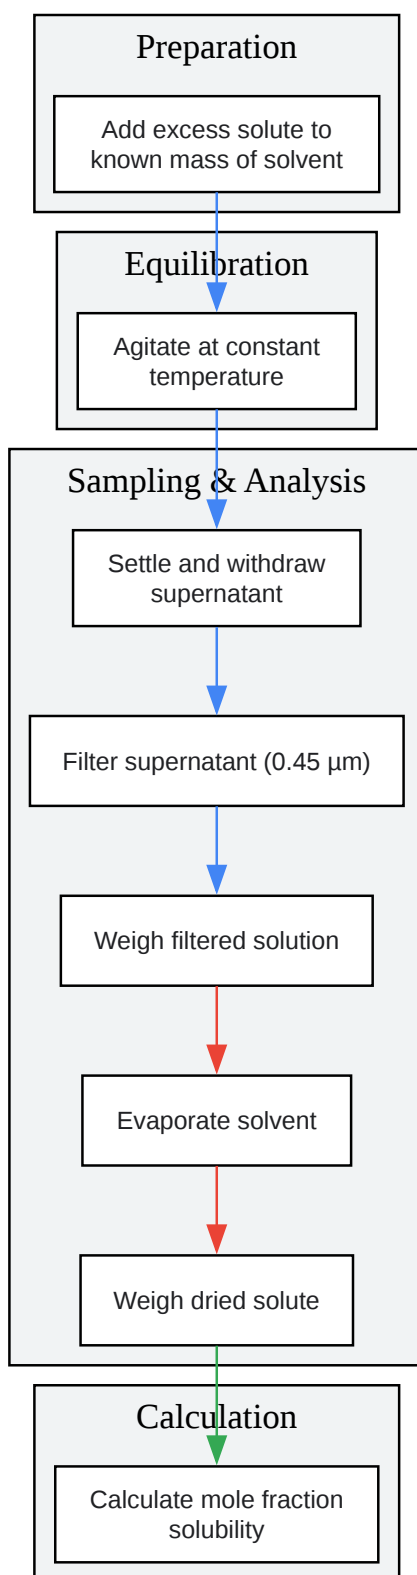 Preparation
Add excess solute to
known mass of solvent
Equilibration
Agitate at constant
temperature
Sampling & Analysis
Settle and withdraw
supernatant
Filter supernatant (0.45 µm)
Weigh filtered solution
Evaporate solvent
Weigh dried solute
Calculation
Calculate mole fraction
solubility